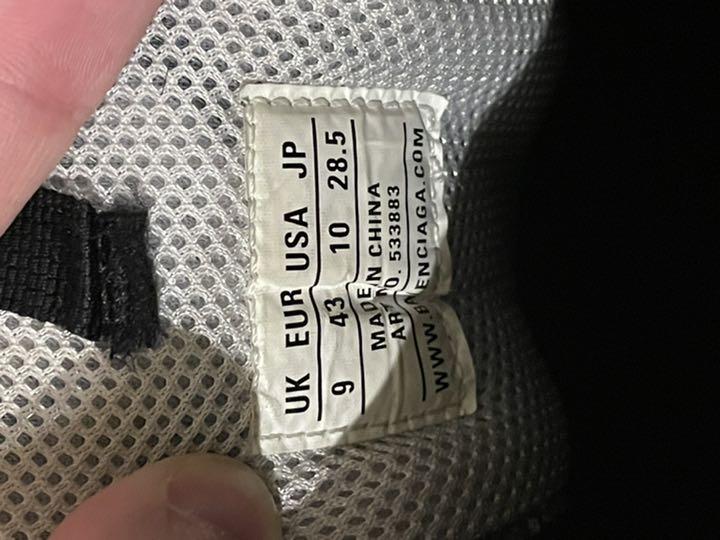 UK EUR USA JP
9 43 10 28.5
MADE IN CHINA
ART NO. 533883
WWW.BALENCIAGA.COM